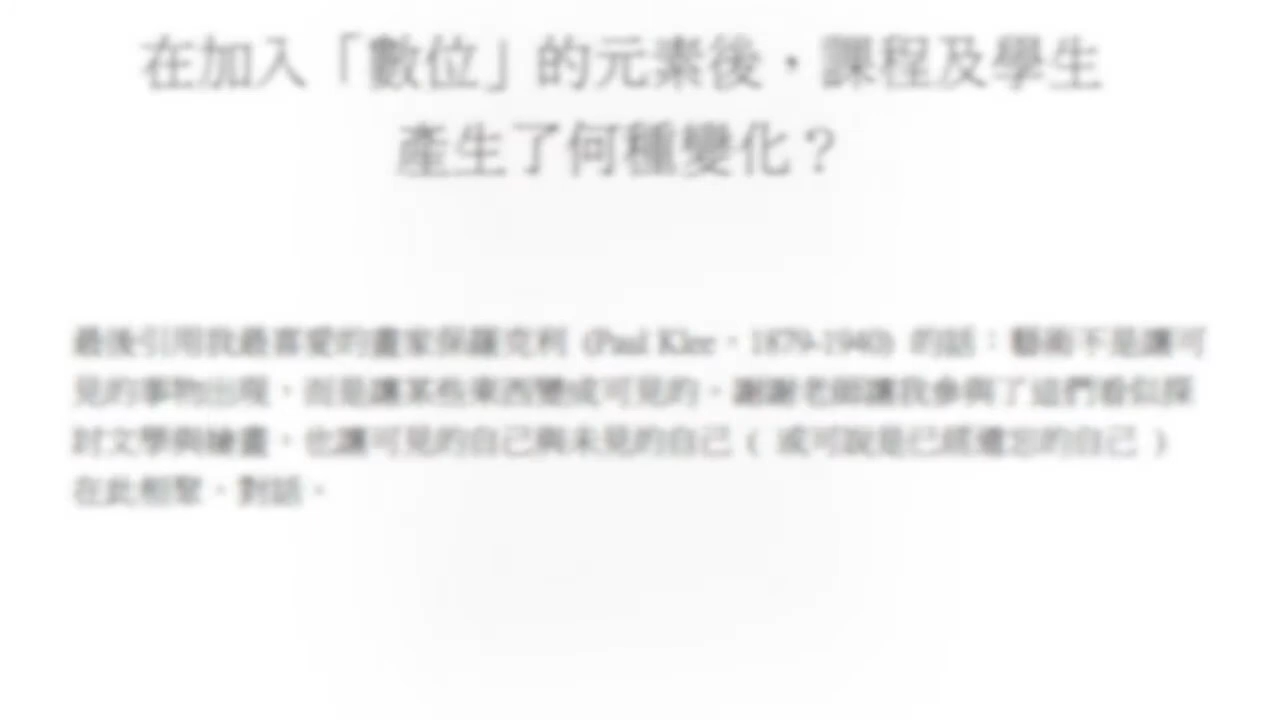 在加入「數位」的元素後，課程及學生
產生了何種變化？
最後引用我最喜愛的畫家保羅克利 (Paul Klee，1879-1940) 的話：藝術不是讓可
見的事物出現，而是讓某些東西變成可見的。謝謝老師讓我參與了這門看似探
討文學與繪畫，也讓可見的自己與未見的自己 ( 或可說是已經遺忘的自己 )
在此相聚、對話。